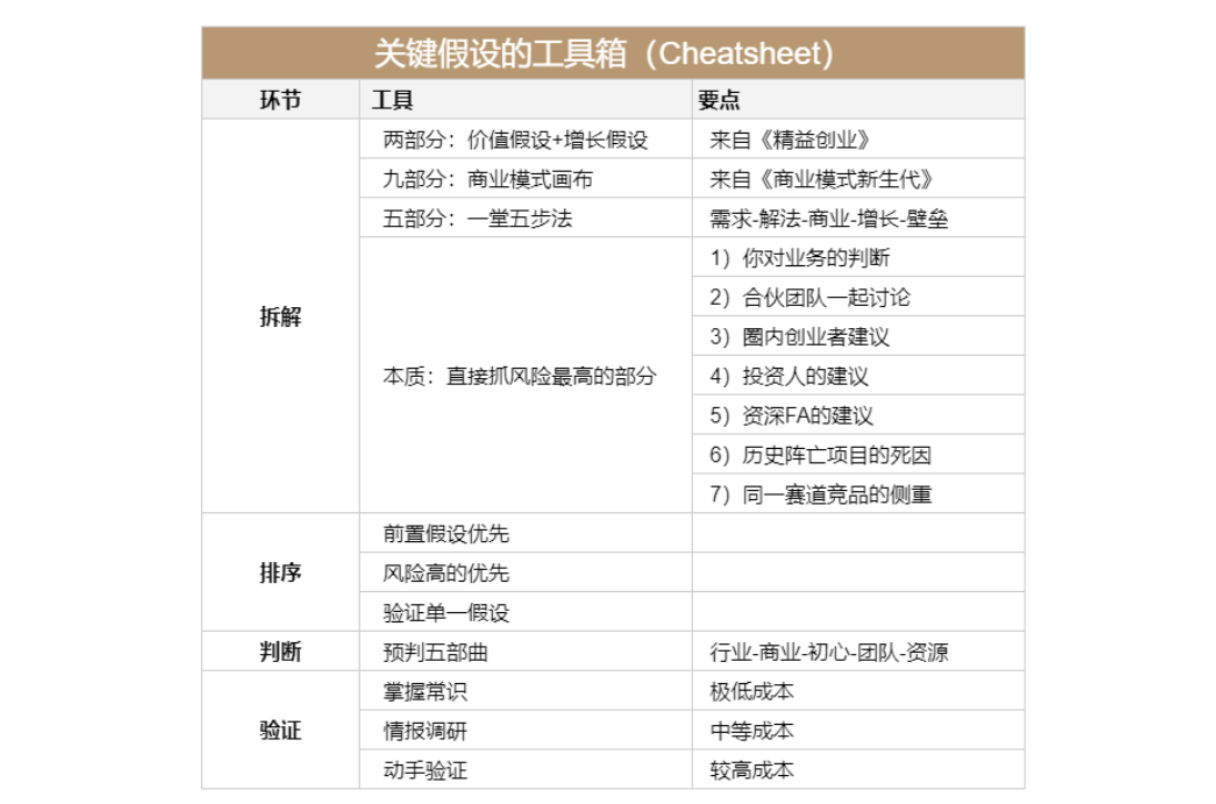 关键假设的工具箱（Cheatsheet）
环节 工具 要点
两部分：价值假设+增长假设 来自《精益创业》
九部分：商业模式画布 来自《商业模式新生代》
五部分：一堂五步法 需求-解法-商业-增长-壁垒
拆解
本质：直接抓风险最高的部分
1）你对业务的判断
2）合伙团队一起讨论
3）圈内创业者建议
4）投资人的建议
5）资深FA的建议
6）历史阵亡项目的死因
7）同一赛道竞品的侧重
排序
前置假设优先
风险高的优先
验证单一假设
判断 预判五部曲 行业-商业-初心-团队-资源
验证
掌握常识 极低成本
情报调研 中等成本
动手验证 较高成本